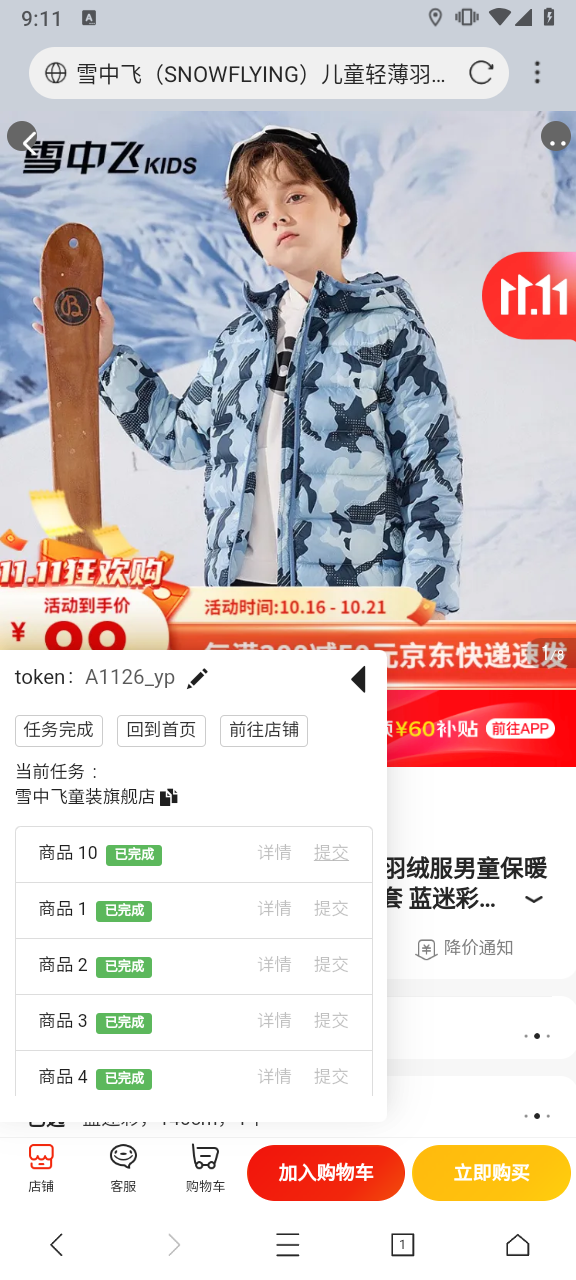 9:11
A
雪中飞（SNOWFLYING）儿童轻薄羽...
雪中飞KIDS
11.11
11.11狂欢购
活动到手价
活动时间:10.16 - 10.21
¥
元京东快递速发
1/6
token： A1126_yp
¥60补贴 前往APP
任务完成 回到首页 前往店铺
当前任务：
雪中飞童装旗舰店
商品 10 已完成 详情 提交
羽绒服男童保暖
套 蓝迷彩...
商品 1 已完成 详情 提交
降价通知
商品 2 已完成 详情 提交
商品 3 已完成 详情 提交
商品 4 已完成 详情 提交
店铺 客服 购物车 加入购物车 立即购买
1